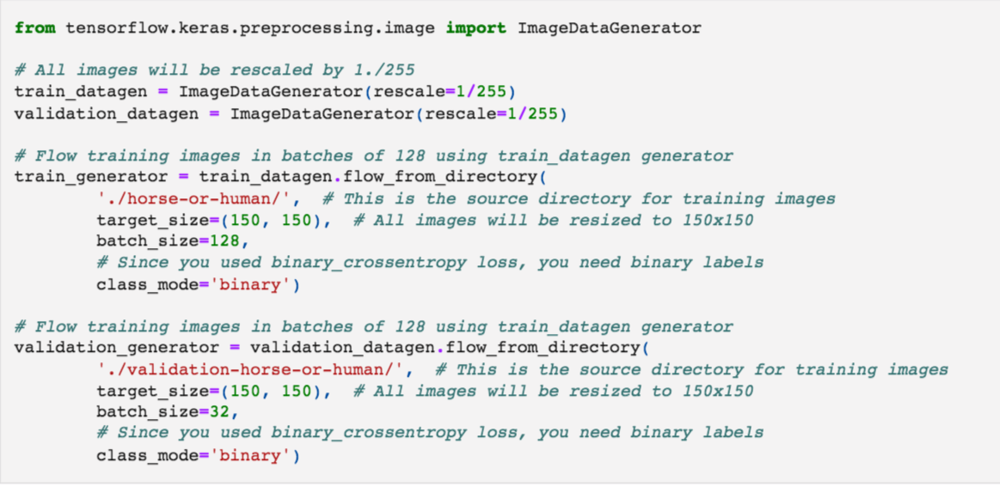 from tensorflow.keras.preprocessing.image import ImageDataGenerator
# All images will be rescaled by 1./255
train_datagen = ImageDataGenerator(rescale=1/255)
validation_datagen = ImageDataGenerator(rescale=1/255)
# Flow training images in batches of 128 using train_datagen generator
train_generator = train_datagen.flow_from_directory(
        './horse-or-human/',  # This is the source directory for training images
        target_size=(150, 150),  # All images will be resized to 150x150
        batch_size=128,
        # Since you used binary_crossentropy loss, you need binary labels
        class_mode='binary')
# Flow training images in batches of 128 using train_datagen generator
validation_generator = validation_datagen.flow_from_directory(
        './validation-horse-or-human/',  # This is the source directory for training images
        target_size=(150, 150),  # All images will be resized to 150x150
        batch_size=32,
        # Since you used binary_crossentropy loss, you need binary labels
        class_mode='binary')